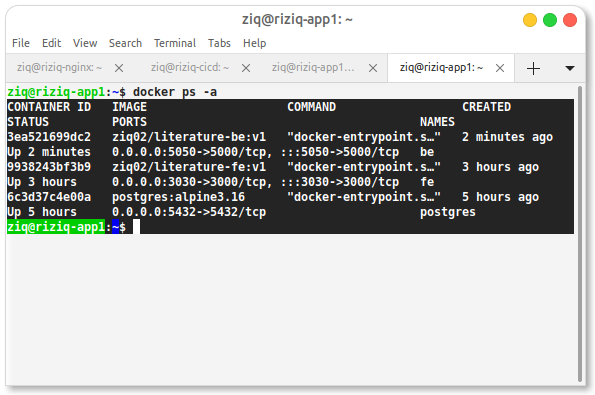 ziq@riziq-app1: ~
File Edit View Search Terminal Tabs Help
ziq@riziq-nginx: ~ ziq@riziq-cicd: ~ ziq@riziq-app1... ziq@riziq-app1: ~
ziq@riziq-app1:~$ docker ps -a
CONTAINER ID IMAGE COMMAND CREATED
STATUS PORTS NAMES
3ea521699dc2 ziq02/literature-be:v1 "docker-entrypoint.s…" 2 minutes ago
Up 2 minutes 0.0.0.0:5050->5000/tcp, :::5050->5000/tcp be
9938243bf3b9 ziq02/literature-fe:v1 "docker-entrypoint.s…" 3 hours ago
Up 3 hours 0.0.0.0:3030->3000/tcp, :::3030->3000/tcp fe
6c3d37c4e00a postgres:alpine3.16 "docker-entrypoint.s…" 5 hours ago
Up 5 hours 0.0.0.0:5432->5432/tcp postgres
ziq@riziq-app1:~$